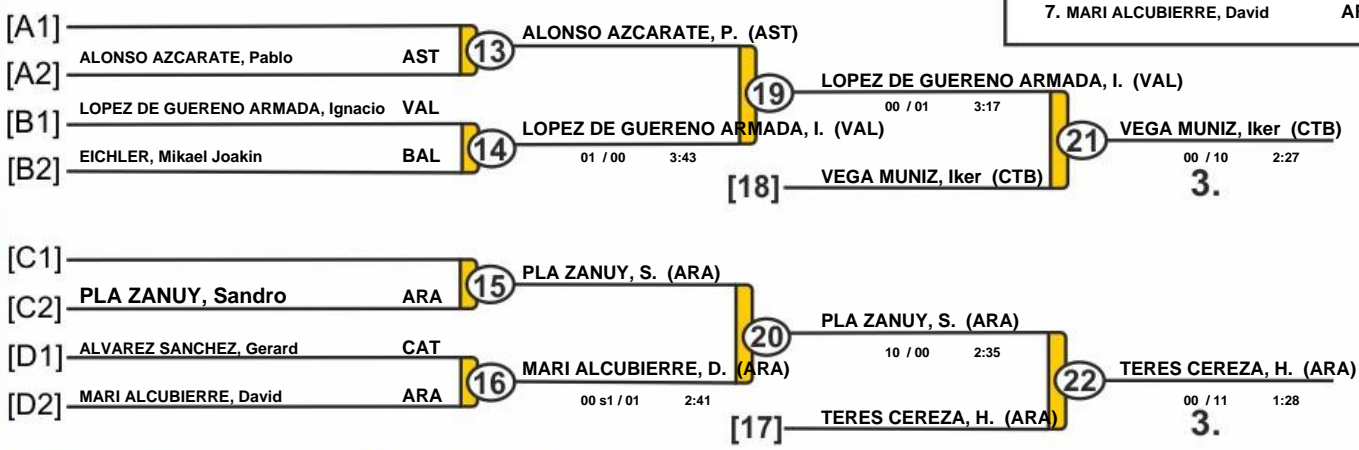 7. MARI ALCUBIERRE, David
[A1]
ALONSO AZCARATE, P. (AST)
ALONSO AZCARATE, Pablo AST
13
[A2]
LOPEZ DE GUERENO ARMADA, I. (VAL)
19
00 / 01 3:17
LOPEZ DE GUERENO ARMADA, Ignacio VAL
[B1]
LOPEZ DE GUERENO ARMADA, I. (VAL)
VEGA MUNIZ, Iker (CTB)
21
14
EICHLER, Mikael Joakin BAL
01 / 00 3:43
00 / 10 2:27
[B2]
VEGA MUNIZ, Iker (CTB)
[18]
3.
[C1]
PLA ZANUY, S. (ARA)
15
PLA ZANUY, Sandro ARA
[C2]
PLA ZANUY, S. (ARA)
20
ALVAREZ SANCHEZ, Gerard CAT
10 / 00 2:35
[D1]
MARI ALCUBIERRE, D. (ARA)
TERES CEREZA, H. (ARA)
16
22
MARI ALCUBIERRE, David ARA
00 s1 / 01 2:41
00 / 11 1:28
[D2]
TERES CEREZA, H. (ARA)
[17]
3.